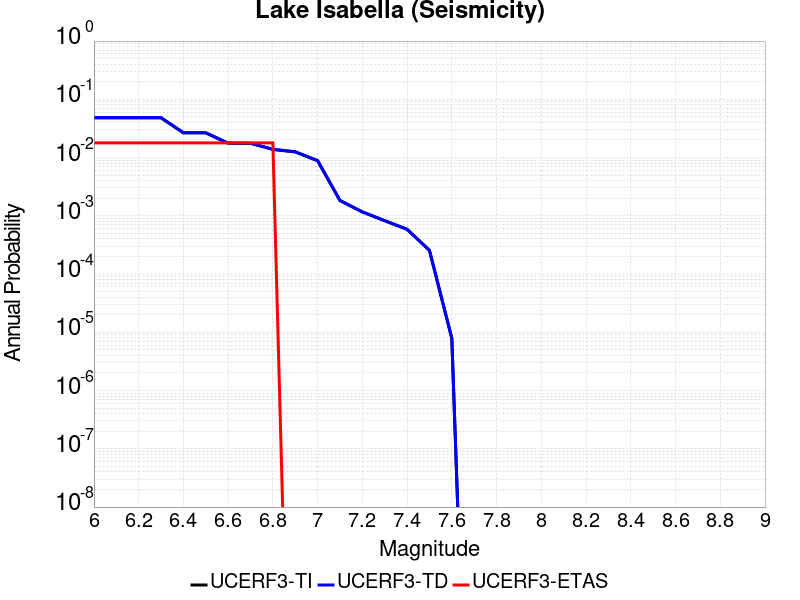 Lake Isabella (Seismicity)
10^0
10^-1
10^-2
10^-3
10^-4
10^-5
10^-6
10^-7
10^-8
Annual Probability
6 6.2 6.4 6.6 6.8 7 7.2 7.4 7.6 7.8 8 8.2 8.4 8.6 8.8 9
Magnitude
UCERF3-TI UCERF3-TD UCERF3-ETAS